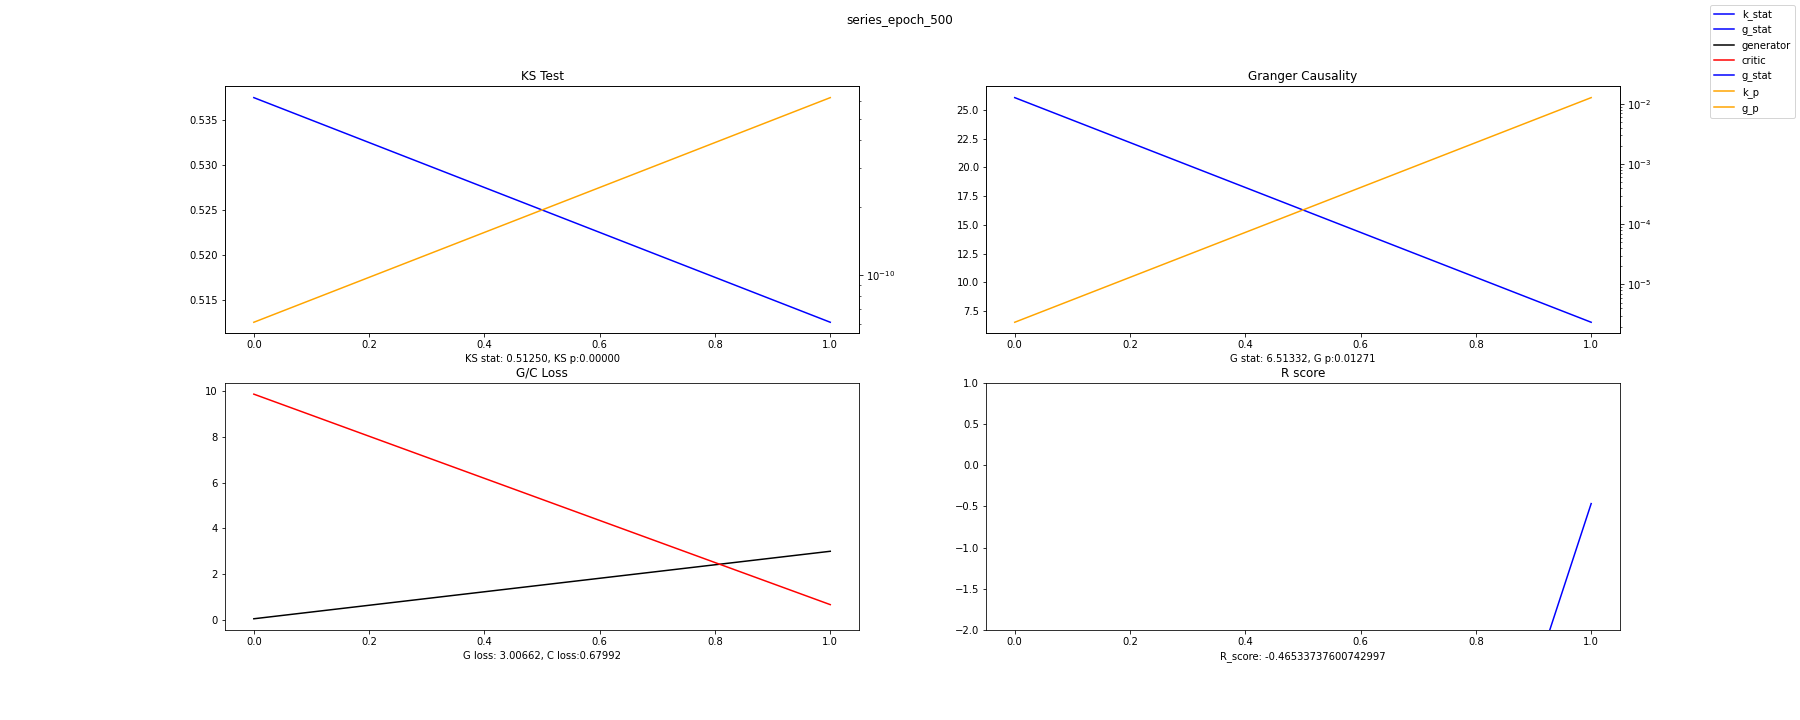 series_epoch_500
k_stat
g_stat
generator
critic
g_stat
k_p
g_p
KS Test
0.535
0.530
0.525
0.520
0.515
10⁻¹⁰
0.0 0.2 0.4 0.6 0.8 1.0
KS stat: 0.51250, KS p:0.00000
Granger Causality
25.0
22.5
20.0
17.5
15.0
12.5
10.0
7.5
10⁻²
10⁻³
10⁻⁴
10⁻⁵
0.0 0.2 0.4 0.6 0.8 1.0
G stat: 6.51332, G p:0.01271
G/C Loss
10
8
6
4
2
0
0.0 0.2 0.4 0.6 0.8 1.0
G loss: 3.00662, C loss:0.67992
R score
1.0
0.5
0.0
−0.5
−1.0
−1.5
−2.0
0.0 0.2 0.4 0.6 0.8 1.0
R_score: -0.46533737600742997